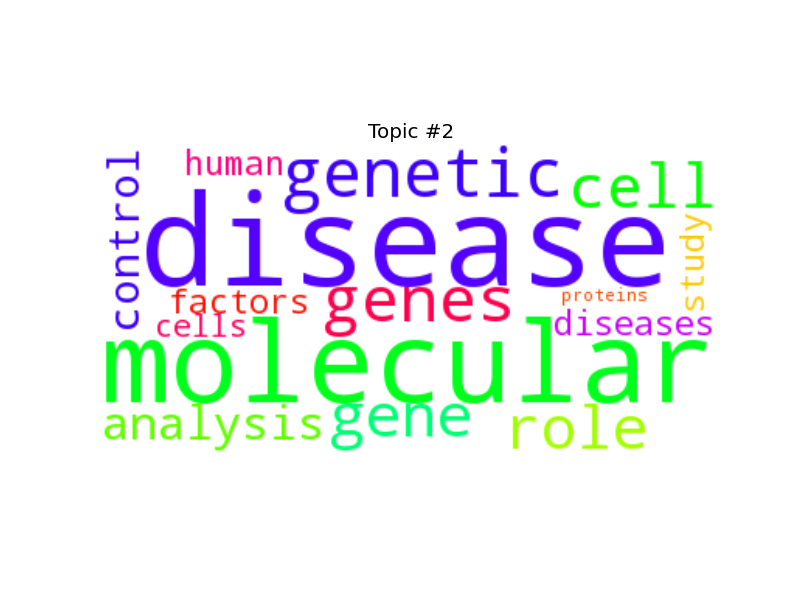 Topic #2
human
genetic
cell
control
disease
study
factors
genes
proteins
cells
diseases
molecular
analysis
gene
role